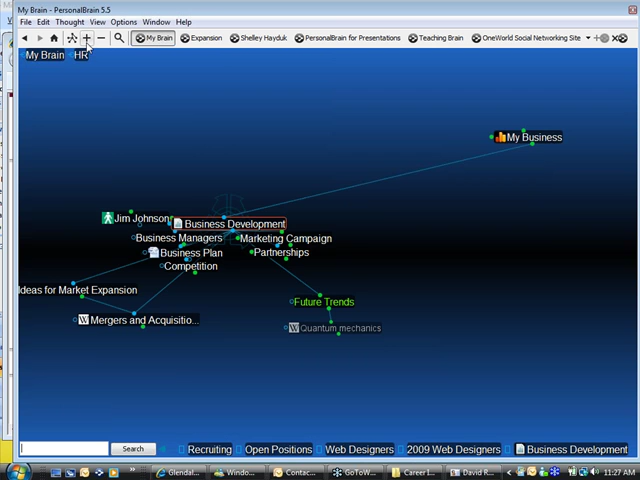 My Brain - PersonalBrain 5.5
File Edit Thought View Options Window Help
My Brain Expansion Shelley Hayduk PersonalBrain for Presentations Teaching Brain OneWorld Social Networking Site
My Brain HR
My Business
Jim Johnson
Business Development
Business Managers Marketing Campaign
Business Plan Partnerships
Competition
Ideas for Market Expansion
Future Trends
W Mergers and Acquisitio...
W Quantum mechanics
Search Recruiting Open Positions Web Designers 2009 Web Designers Business Development
Glendal... Window... Contac... GoToW... Career I... David R... 11:27 AM